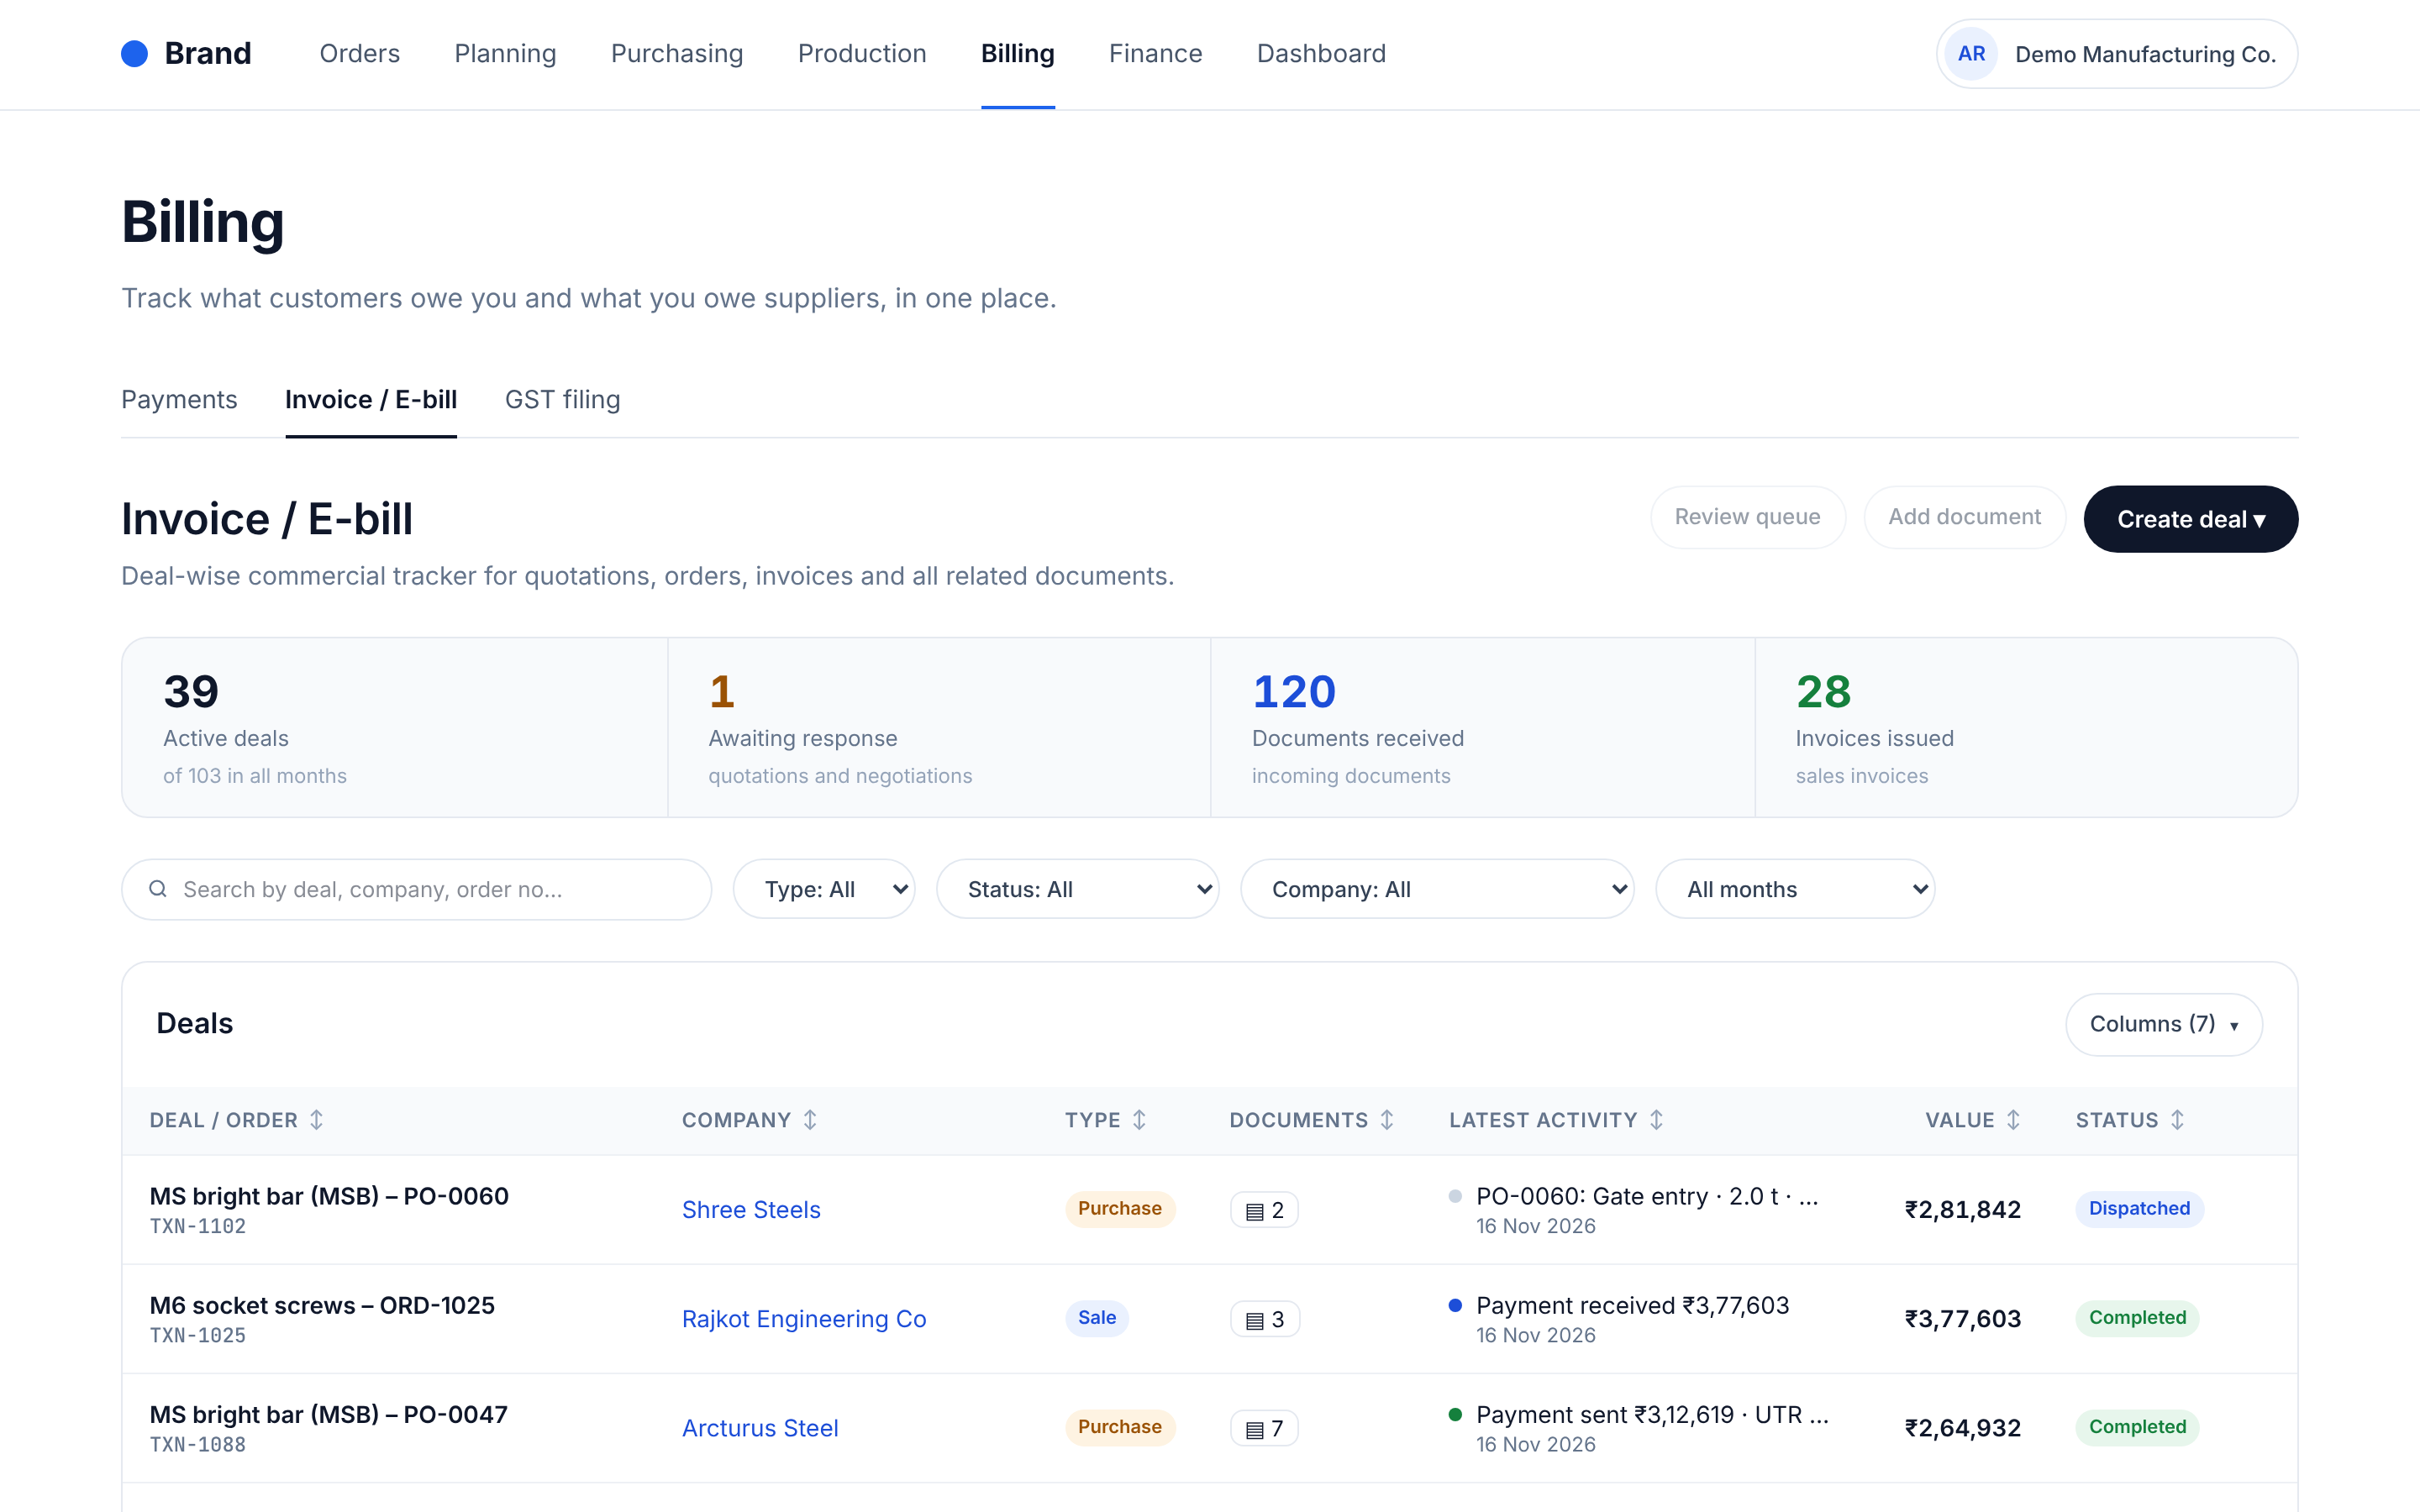 Brand
Orders
Planning
Purchasing
Production
Billing
Finance
Dashboard
AR
Demo Manufacturing Co.
Billing
Track what customers owe you and what you owe suppliers, in one place.
Payments
Invoice / E-bill
GST filing
Invoice / E-bill
Review queue
Add document
Create deal ▾
Deal-wise commercial tracker for quotations, orders, invoices and all related documents.
39
Active deals
of 103 in all months
1
Awaiting response
quotations and negotiations
120
Documents received
incoming documents
28
Invoices issued
sales invoices
Search by deal, company, order no...
Type: All
Status: All
Company: All
All months
Deals
Columns (7) ▾
DEAL / ORDER
COMPANY
TYPE
DOCUMENTS
LATEST ACTIVITY
VALUE
STATUS
MS bright bar (MSB) – PO-0060
TXN-1102
Shree Steels
Purchase
2
PO-0060: Gate entry · 2.0 t · ...
16 Nov 2026
₹2,81,842
Dispatched
M6 socket screws – ORD-1025
TXN-1025
Rajkot Engineering Co
Sale
3
Payment received ₹3,77,603
16 Nov 2026
₹3,77,603
Completed
MS bright bar (MSB) – PO-0047
TXN-1088
Arcturus Steel
Purchase
7
Payment sent ₹3,12,619 · UTR ...
16 Nov 2026
₹2,64,932
Completed